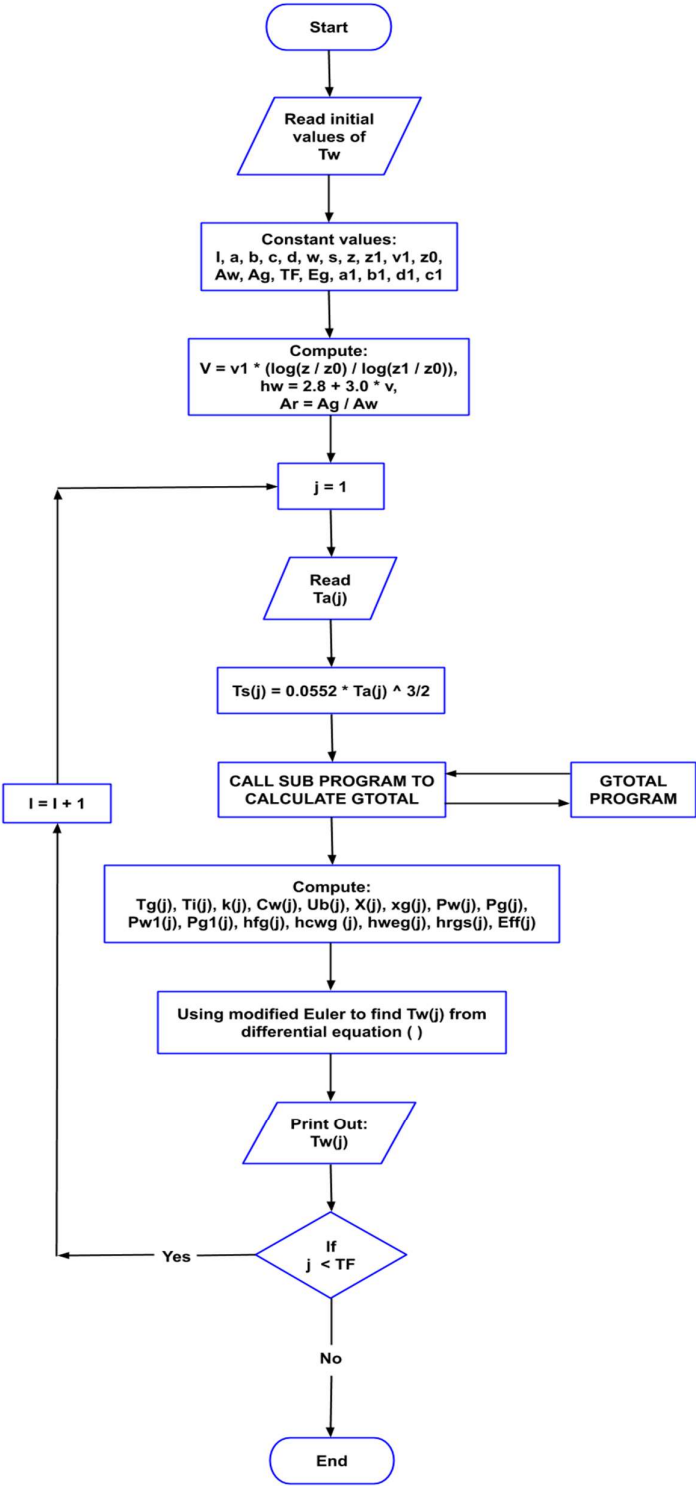 Start
Read initial
values of
Tw
Constant values:
I, a, b, c, d, w, s, z, z1, v1, z0,
Aw, Ag, TF, Eg, a1, b1, d1, c1
Compute:
V = v1 * (log(z / z0) / log(z1 / z0)),
hw = 2.8 + 3.0 * v,
Ar = Ag / Aw
j = 1
Read
Ta(j)
Ts(j) = 0.0552 * Ta(j) ^ 3/2
CALL SUB PROGRAM TO
CALCULATE GTOTAL
GTOTAL
PROGRAM
I = I + 1
Compute:
Tg(j), Ti(j), k(j), Cw(j), Ub(j), X(j), xg(j), Pw(j), Pg(j),
Pw1(j), Pg1(j), hfg(j), hcwg (j), hweg(j), hrgs(j), Eff(j)
Using modified Euler to find Tw(j) from
differential equation ( )
Print Out:
Tw(j)
If
j < TF
Yes
No
End